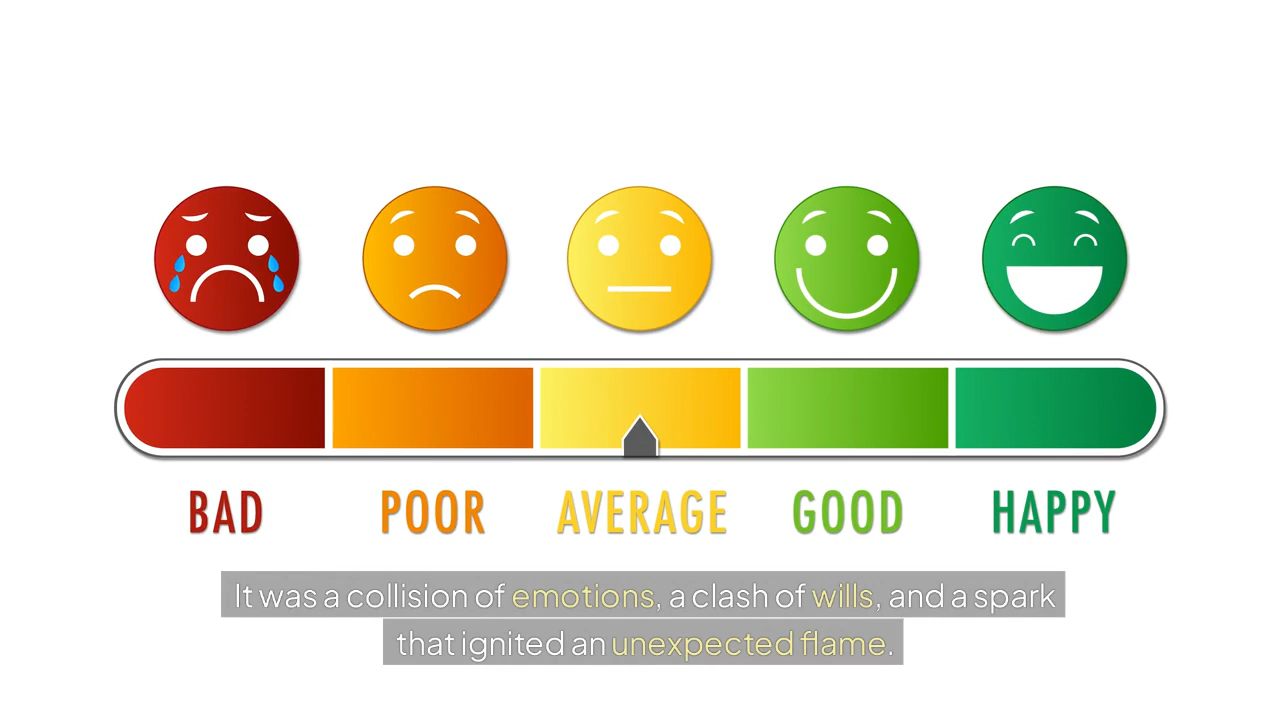 BAD POOR AVERAGE GOOD HAPPY
It was a collision of emotions, a clash of wills, and a spark
that ignited an unexpected flame.